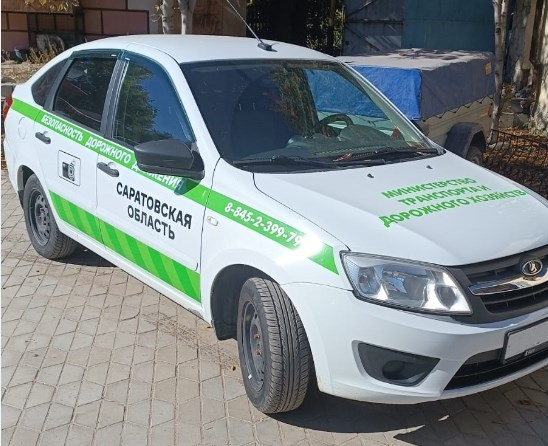 БЕЗОПАСНОСТЬ ДОРОЖНОГО
САРАТОВСКАЯ
ОБЛАСТЬ
8-845-2-399-79
МИНИСТЕРСТВО
ТРАНСПОРТА И
ДОРОЖНОГО ХОЗЯЙСТВА